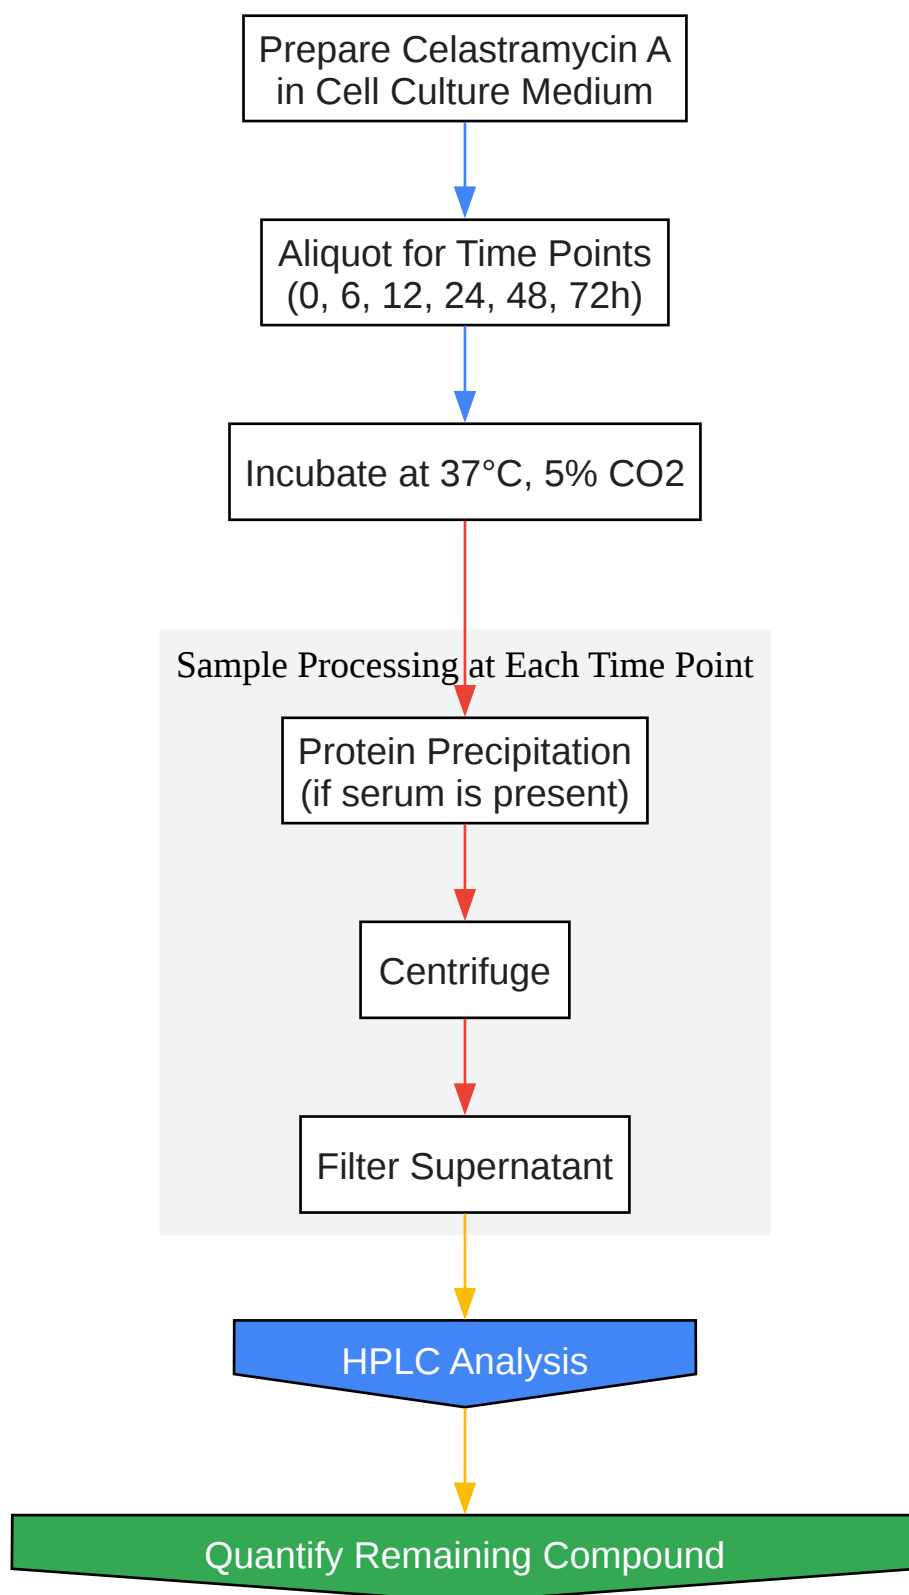 Prepare Celastramycin A
in Cell Culture Medium
Aliquot for Time Points
(0, 6, 12, 24, 48, 72h)
Incubate at 37°C, 5% CO2
Sample Processing at Each Time Point
Protein Precipitation
(if serum is present)
Centrifuge
Filter Supernatant
HPLC Analysis
Quantify Remaining Compound